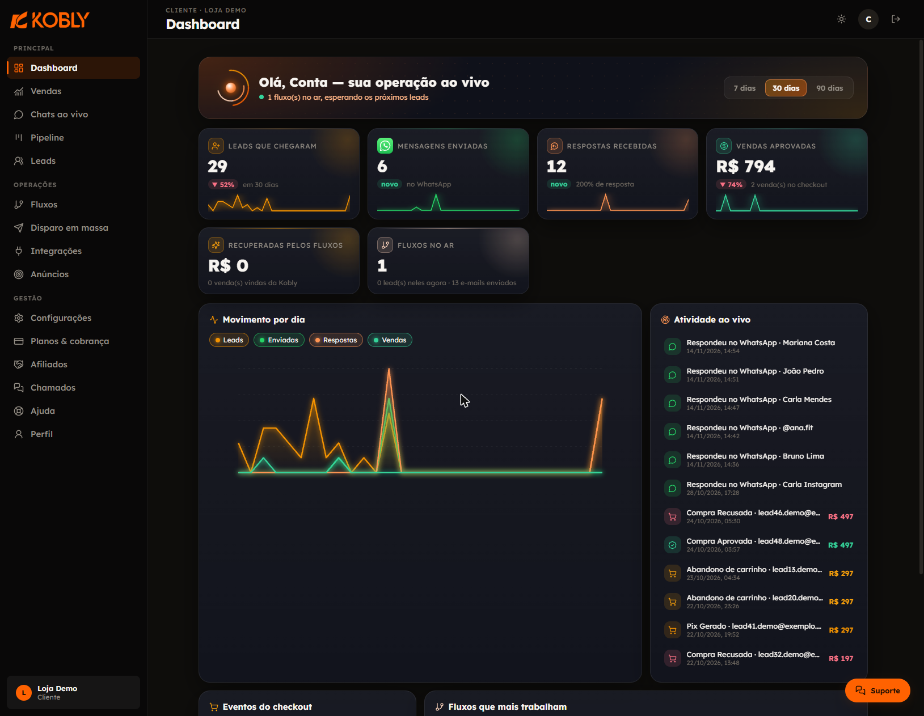 KOBLY
CLIENTE · LOJA DEMO
Dashboard
C
PRINCIPAL
Dashboard
Vendas
Chats ao vivo
Pipeline
Leads
OPERAÇÕES
Fluxos
Disparo em massa
Integrações
Anúncios
GESTÃO
Configurações
Planos & cobrança
Afiliados
Chamados
Ajuda
Perfil
L
Loja Demo
Cliente
Olá, Conta — sua operação ao vivo
1 fluxo(s) no ar, esperando os próximos leads
7 dias
30 dias
90 dias
LEADS QUE CHEGARAM
29
▼ 52% em 30 dias
MENSAGENS ENVIADAS
6
novo no WhatsApp
RESPOSTAS RECEBIDAS
12
novo 200% de resposta
VENDAS APROVADAS
R$ 794
▼ 74% 2 venda(s) no checkout
RECUPERADAS PELOS FLUXOS
R$ 0
0 venda(s) vindas da Kobly
FLUXOS NO AR
1
0 lead(s) neles agora · 13 e-mails enviados
Movimento por dia
Leads
Enviadas
Respostas
Vendas
Atividade ao vivo
Respondeu no WhatsApp · Mariana Costa
14/11/2026, 14:54
Respondeu no WhatsApp · João Pedro
14/11/2026, 14:51
Respondeu no WhatsApp · Carla Mendes
14/11/2026, 14:47
Respondeu no WhatsApp · @ana.fit
14/11/2026, 14:43
Respondeu no WhatsApp · Bruno Lima
14/11/2026, 14:36
Respondeu no WhatsApp · Carla Instagram
28/10/2026, 17:28
Compra Recusada · lead46.demo@e... R$ 497
24/10/2026, 05:30
Compra Aprovada · lead48.demo@e... R$ 497
24/10/2026, 03:57
Abandono de carrinho · lead13.demo... R$ 297
23/10/2026, 04:34
Abandono de carrinho · lead20.demo... R$ 297
22/10/2026, 23:26
Pix Gerado · lead41.demo@exemplo... R$ 297
22/10/2026, 19:52
Compra Recusada · lead32.demo@e... R$ 197
22/10/2026, 13:48
Suporte
Eventos do checkout
Fluxos que mais trabalham